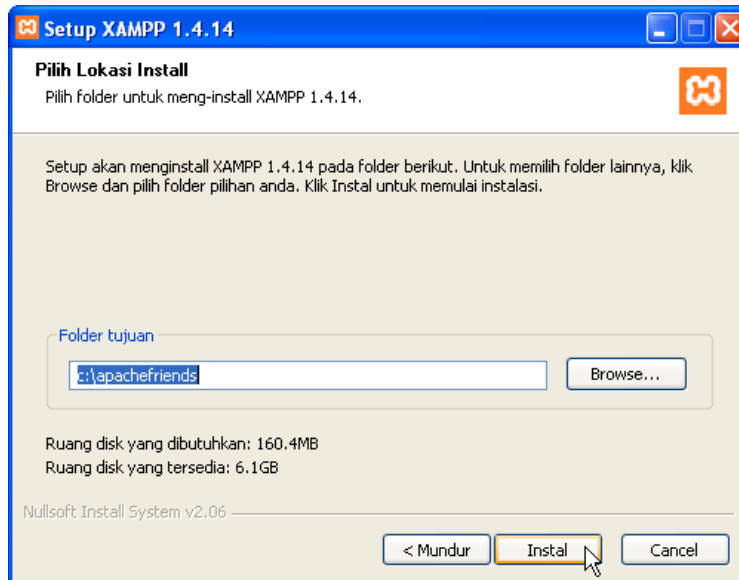 Setup XAMPP 1.4.14
Pilih Lokasi Install
Pilih folder untuk meng-install XAMPP 1.4.14.
Setup akan menginstall XAMPP 1.4.14 pada folder berikut. Untuk memilih folder lainnya, klik
Browse dan pilih folder pilihan anda. Klik Instal untuk memulai instalasi.
Folder tujuan
c:\apachefriends
Browse...
Ruang disk yang dibutuhkan: 160.4MB
Ruang disk yang tersedia: 6.1GB
Nullsoft Install System v2.06
< Mundur Instal Cancel